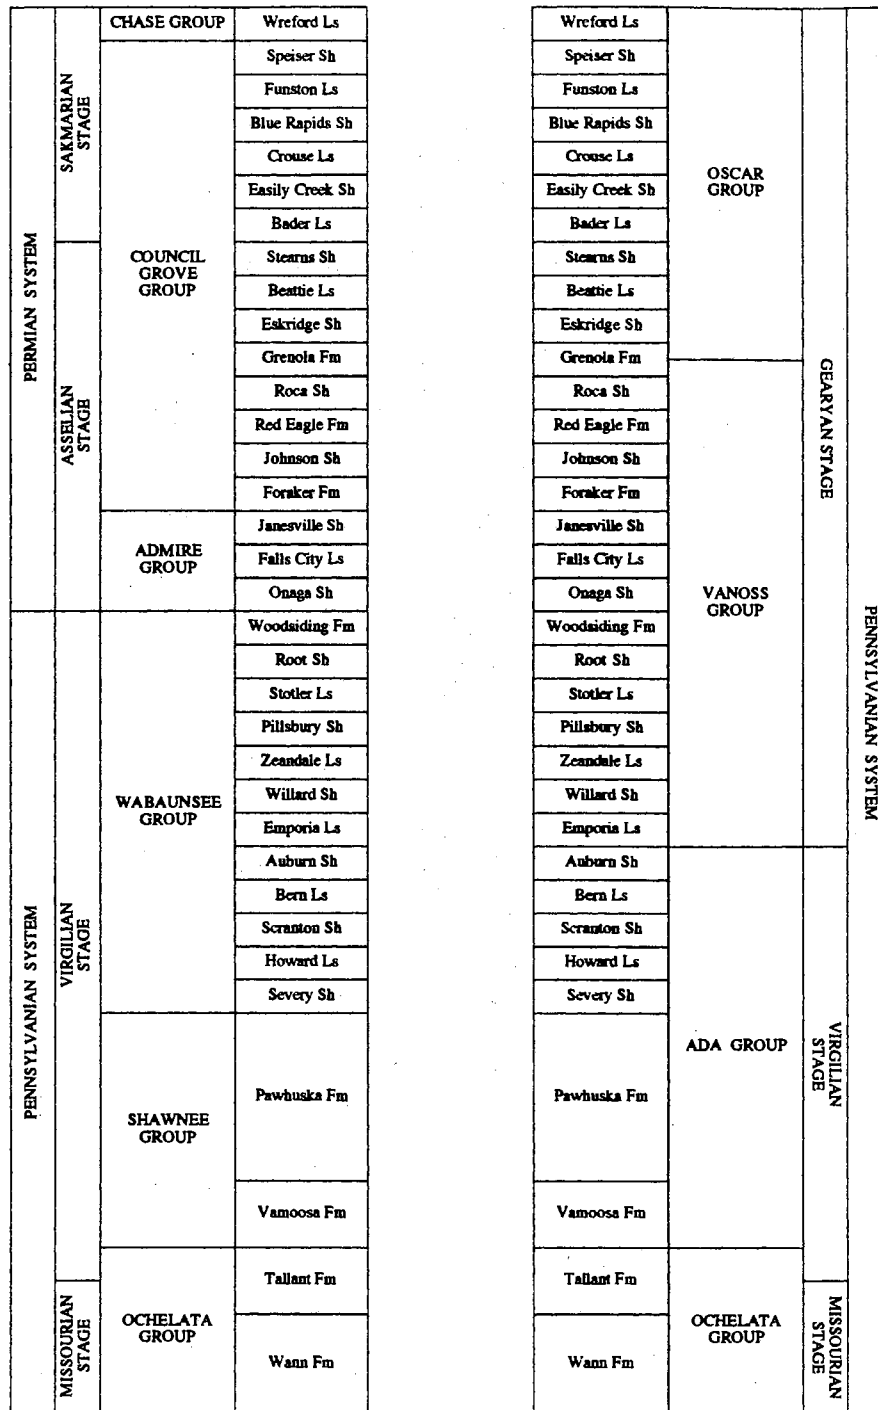 PERMIAN SYSTEM
PENNSYLVANIAN SYSTEM
SAKMARIAN
STAGE
ASSELIAN
STAGE
VIRGILIAN
STAGE
MISSOURIAN
STAGE
CHASE GROUP
COUNCIL
GROVE
GROUP
ADMIRE
GROUP
WABAUNSEE
GROUP
SHAWNEE
GROUP
OCHELATA
GROUP
Wreford Ls
Speiser Sh
Funston Ls
Blue Rapids Sh
Crouse Ls
Easily Creek Sh
Bader Ls
Stearns Sh
Beattie Ls
Eskridge Sh
Grenola Fm
Roca Sh
Red Eagle Fm
Johnson Sh
Foraker Fm
Janesville Sh
Falls City Ls
Onaga Sh
Woodsiding Fm
Root Sh
Stotler Ls
Pillsbury Sh
Zeandale Ls
Willard Sh
Emporia Ls
Auburn Sh
Bern Ls
Scranton Sh
Howard Ls
Severy Sh
Pawhuska Fm
Vamoosa Fm
Tallant Fm
Wann Fm
Wreford Ls
Speiser Sh
Funston Ls
Blue Rapids Sh
Crouse Ls
Easily Creek Sh
Bader Ls
Stearns Sh
Beattie Ls
Eskridge Sh
Grenola Fm
Roca Sh
Red Eagle Fm
Johnson Sh
Foraker Fm
Janesville Sh
Falls City Ls
Onaga Sh
Woodsiding Fm
Root Sh
Stotler Ls
Pillsbury Sh
Zeandale Ls
Willard Sh
Emporia Ls
Auburn Sh
Bern Ls
Scranton Sh
Howard Ls
Severy Sh
Pawhuska Fm
Vamoosa Fm
Tallant Fm
Wann Fm
OSCAR
GROUP
VANOSS
GROUP
ADA GROUP
OCHELATA
GROUP
GEARYAN STAGE
VIRGILIAN
STAGE
MISSOURIAN
STAGE
PENNSYLVANIAN SYSTEM